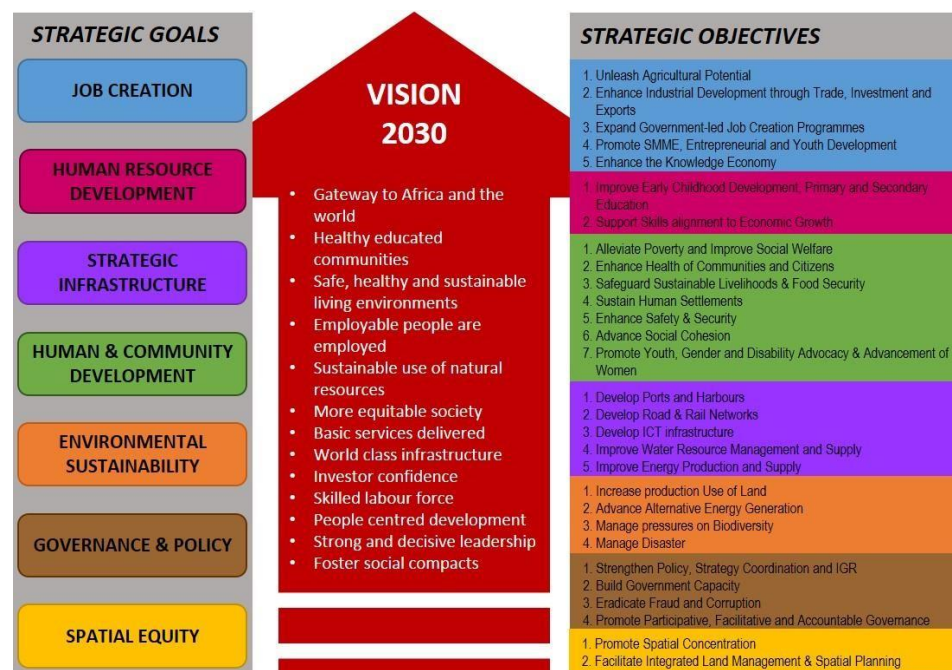 STRATEGIC GOALS
JOB CREATION
HUMAN RESOURCE
DEVELOPMENT
STRATEGIC
INFRASTRUCTURE
HUMAN & COMMUNITY
DEVELOPMENT
ENVIRONMENTAL
SUSTAINABILITY
GOVERNANCE & POLICY
SPATIAL EQUITY
VISION
2030
• Gateway to Africa and the
world
• Healthy educated
communities
• Safe, healthy and sustainable
living environments
• Employable people are
employed
• Sustainable use of natural
resources
• More equitable society
• Basic services delivered
• World class infrastructure
• Investor confidence
• Skilled labour force
• People centred development
• Strong and decisive leadership
• Foster social compacts
STRATEGIC OBJECTIVES
1. Unleash Agricultural Potential
2. Enhance Industrial Development through Trade, Investment and
Exports
3. Expand Government-led Job Creation Programmes
4. Promote SMME, Entrepreneurial and Youth Development
5. Enhance the Knowledge Economy
1. Improve Early Childhood Development, Primary and Secondary
Education
2. Support Skills alignment to Economic Growth
1. Alleviate Poverty and Improve Social Welfare
2. Enhance Health of Communities and Citizens
3. Safeguard Sustainable Livelihoods & Food Security
4. Sustain Human Settlements
5. Enhance Safety & Security
6. Advance Social Cohesion
7. Promote Youth, Gender and Disability Advocacy & Advancement of
Women
1. Develop Ports and Harbours
2. Develop Road & Rail Networks
3. Develop ICT infrastructure
4. Improve Water Resource Management and Supply
5. Improve Energy Production and Supply
1. Increase production Use of Land
2. Advance Alternative Energy Generation
3. Manage pressures on Biodiversity
4. Manage Disaster
1. Strengthen Policy, Strategy Coordination and IGR
2. Build Government Capacity
3. Eradicate Fraud and Corruption
4. Promote Participative, Facilitative and Accountable Governance
1. Promote Spatial Concentration
2. Facilitate Integrated Land Management & Spatial Planning